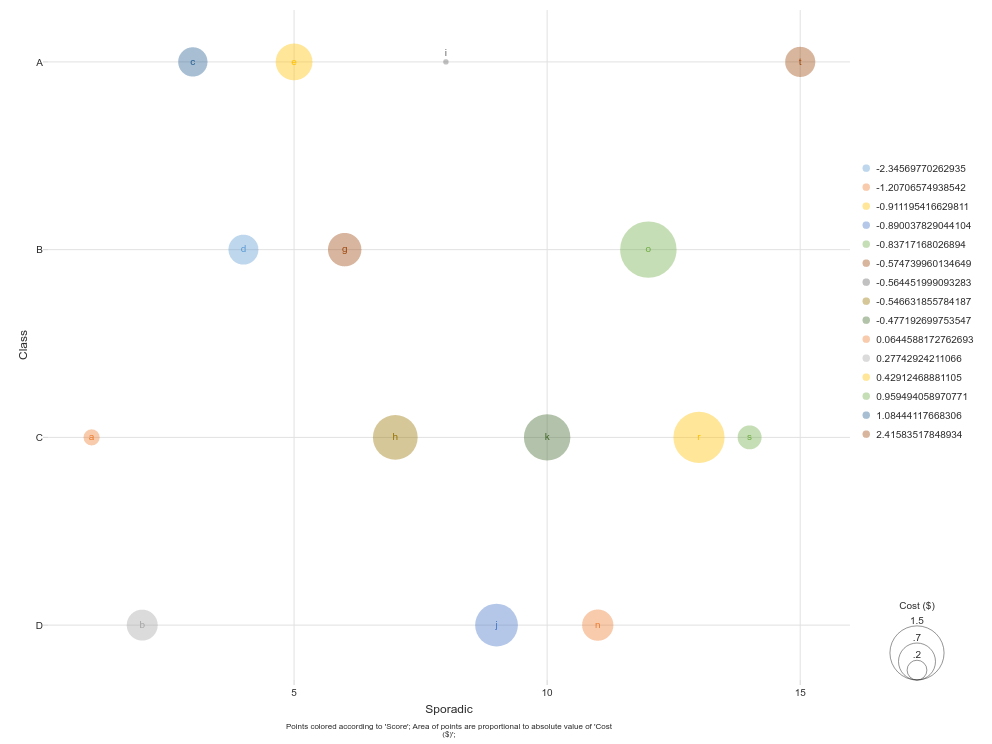 A
B
C
D
Class
c
e
i
t
d
g
o
a
h
k
r
s
b
j
n
5
10
15
Sporadic
Points colored according to 'Score'; Area of points are proportional to absolute value of 'Cost
($)';
-2.34569770262935
-1.20706574938542
-0.911195416629811
-0.890037829044104
-0.83717168026894
-0.574739960134649
-0.564451999093283
-0.546631855784187
-0.477192699753547
0.0644588172762693
0.27742924211066
0.42912468881105
0.959494058970771
1.08444117668306
2.41583517848934
Cost ($)
1.5
.7
.2